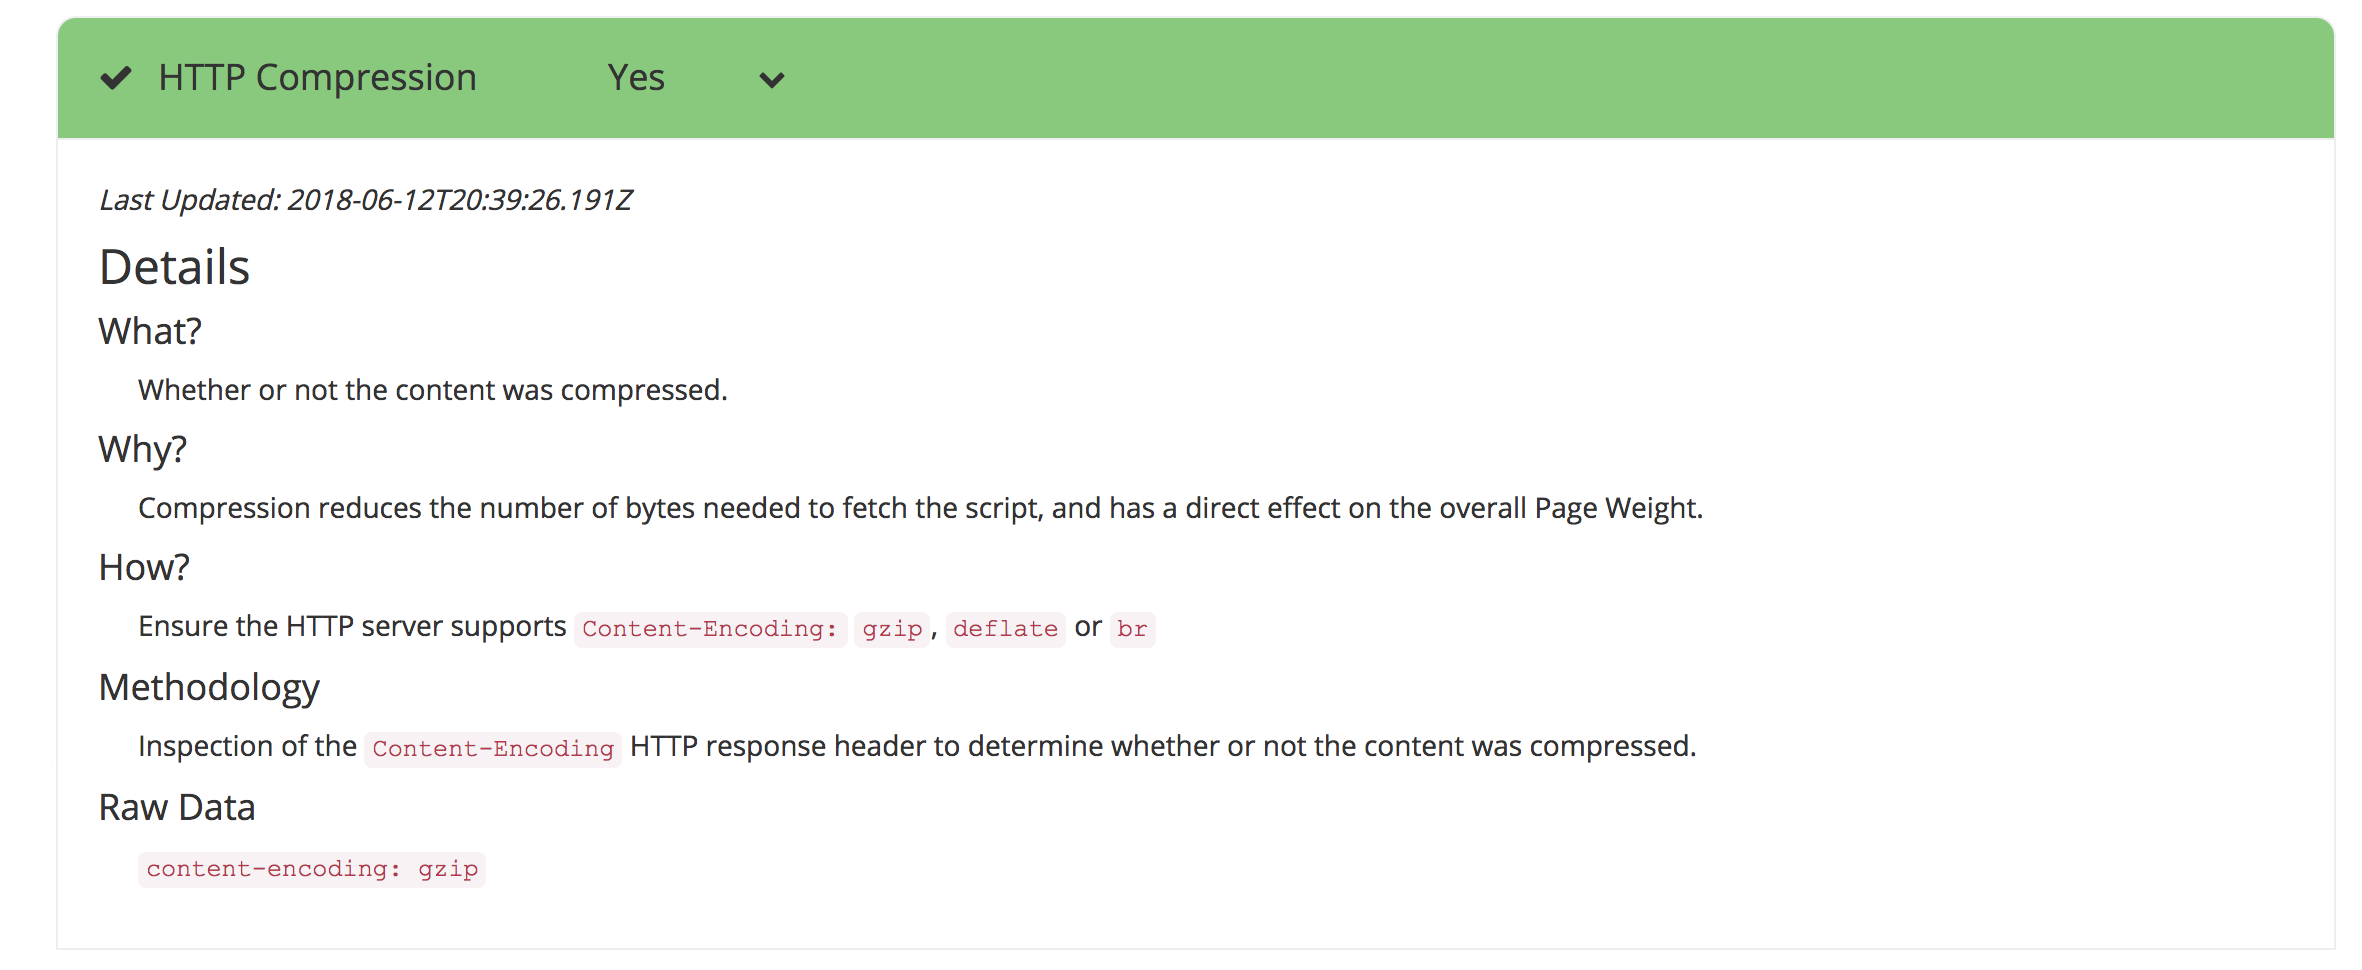 HTTP Compression Yes
Last Updated: 2018-06-12T20:39:26.191Z
Details
What?
Whether or not the content was compressed.
Why?
Compression reduces the number of bytes needed to fetch the script, and has a direct effect on the overall Page Weight.
How?
Ensure the HTTP server supports Content-Encoding: gzip, deflate or br
Methodology
Inspection of the Content-Encoding HTTP response header to determine whether or not the content was compressed.
Raw Data
content-encoding: gzip